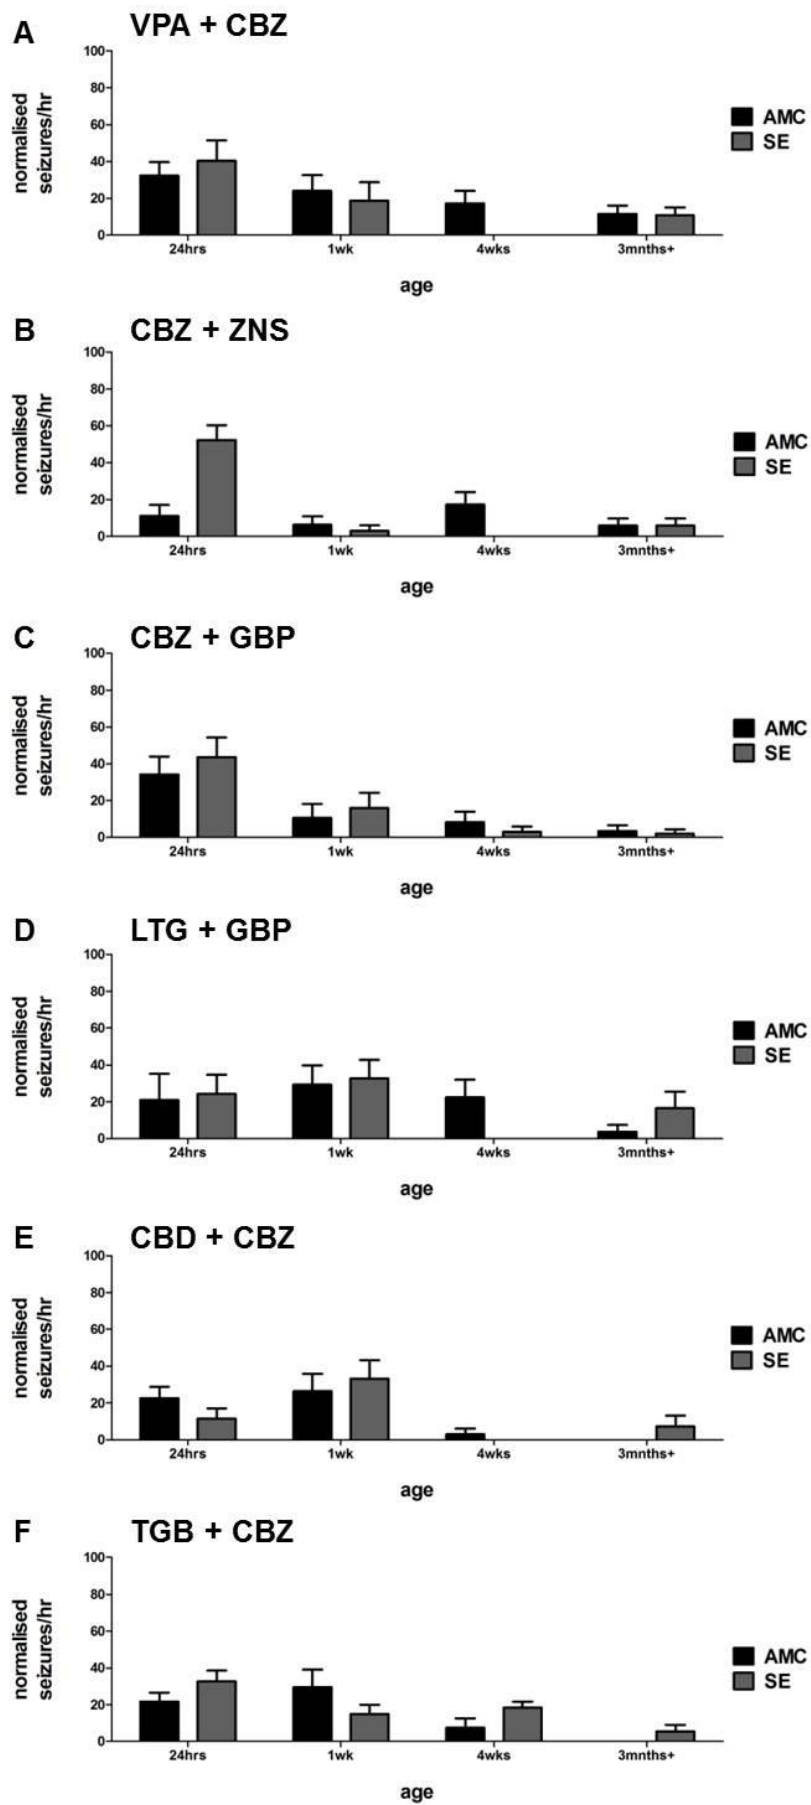 A VPA + CBZ
normalised
seizures/hr
100
80
60
40
20
0
24hrs 1wk 4wks 3mnths+
age
AMC
SE
B CBZ + ZNS
normalised
seizures/hr
100
80
60
40
20
0
24hrs 1wk 4wks 3mnths+
age
AMC
SE
C CBZ + GBP
normalised
seizures/hr
100
80
60
40
20
0
24hrs 1wk 4wks 3mnths+
age
AMC
SE
D LTG + GBP
normalised
seizures/hr
100
80
60
40
20
0
24hrs 1wk 4wks 3mnths+
age
AMC
SE
E CBD + CBZ
normalised
seizures/hr
100
80
60
40
20
0
24hrs 1wk 4wks 3mnths+
age
AMC
SE
F TGB + CBZ
normalised
seizures/hr
100
80
60
40
20
0
24hrs 1wk 4wks 3mnths+
age
AMC
SE